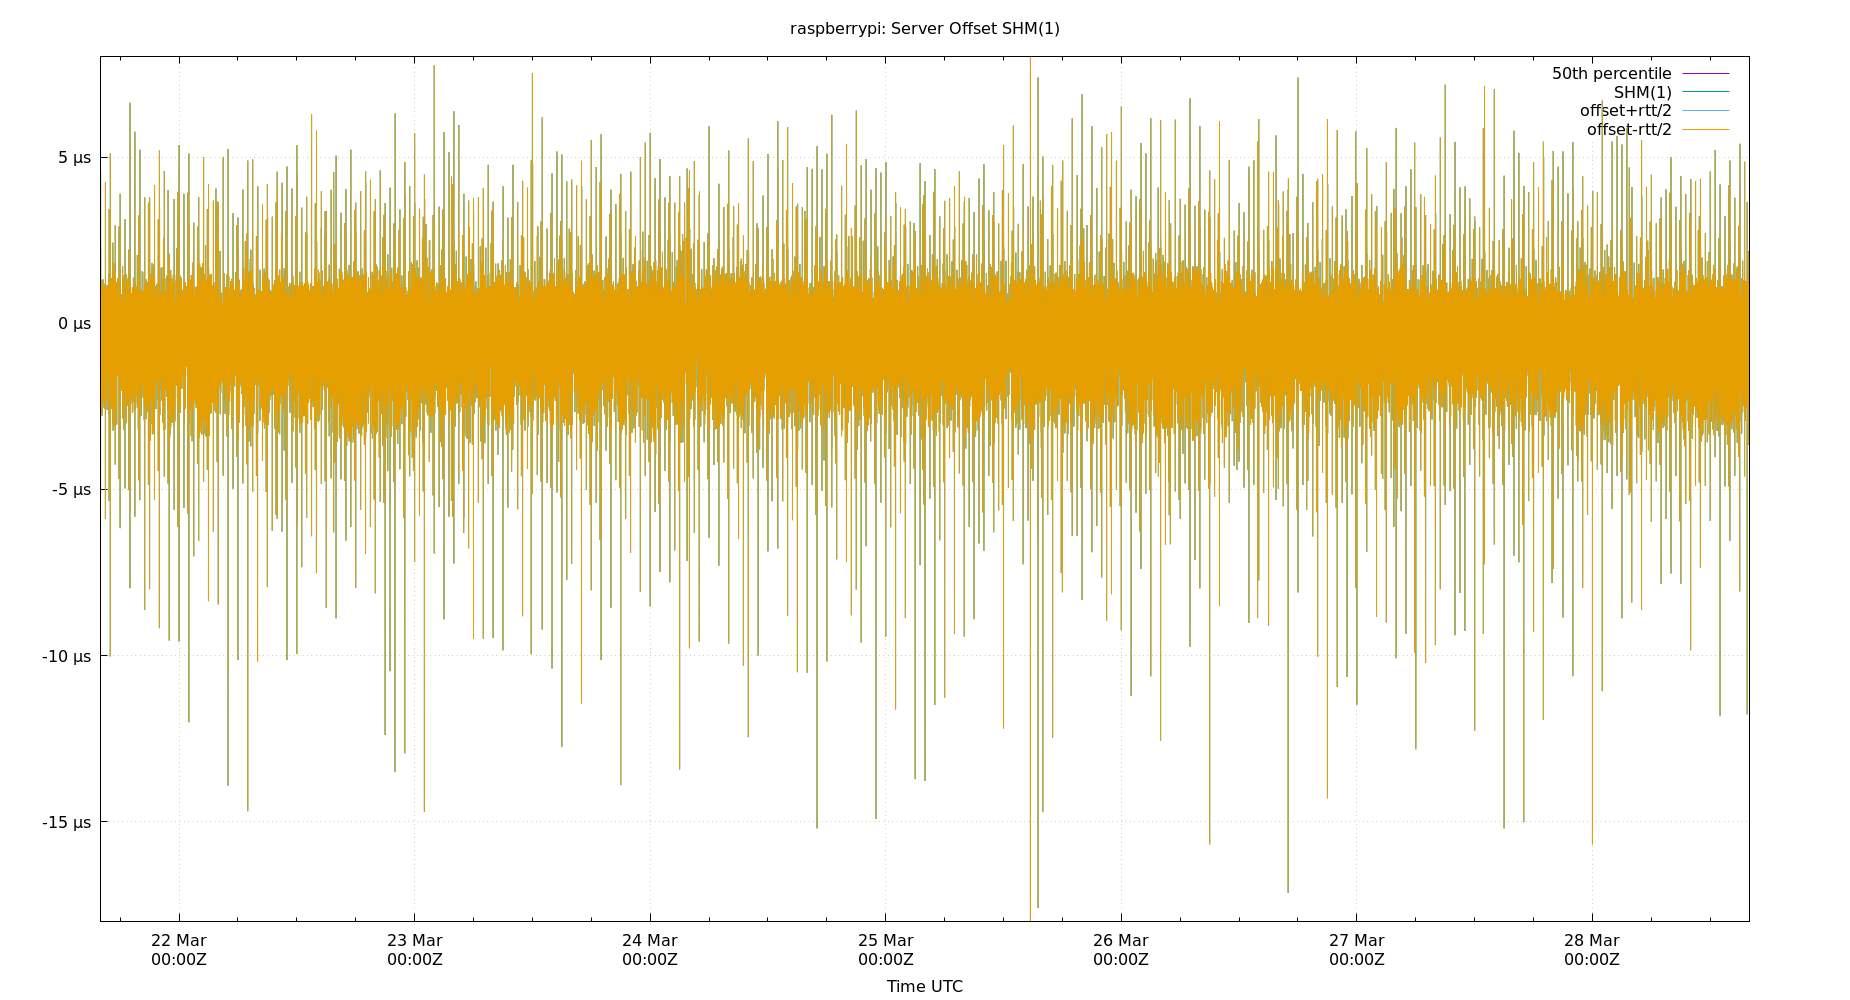 raspberrypi: Server Offset SHM(1)
50th percentile
SHM(1)
offset+rtt/2
offset-rtt/2
5 µs
0 µs
-5 µs
-10 µs
-15 µs
22 Mar 23 Mar 24 Mar 25 Mar 26 Mar 27 Mar 28 Mar
00:00Z 00:00Z 00:00Z 00:00Z 00:00Z 00:00Z 00:00Z
Time UTC